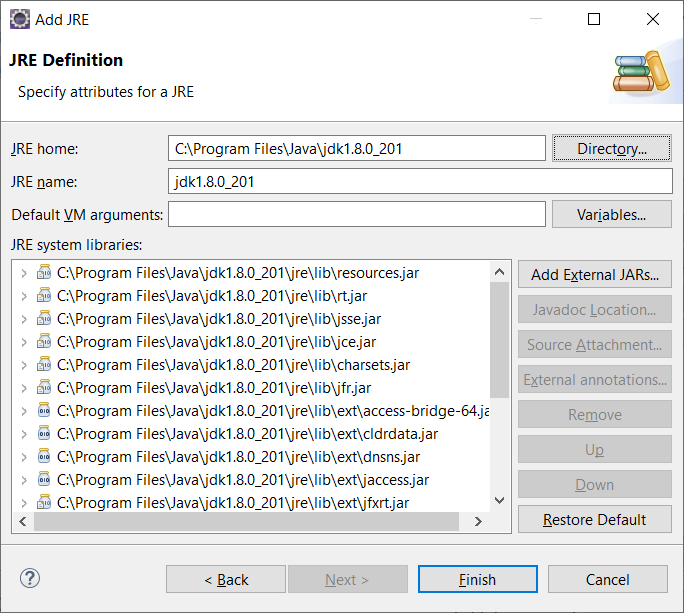 Add JRE
JRE Definition
Specify attributes for a JRE
JRE home: C:\Program Files\Java\jdk1.8.0_201 Directory...
JRE name: jdk1.8.0_201
Default VM arguments: Variables...
JRE system libraries:
C:\Program Files\Java\jdk1.8.0_201\jre\lib\resources.jar
C:\Program Files\Java\jdk1.8.0_201\jre\lib\rt.jar
C:\Program Files\Java\jdk1.8.0_201\jre\lib\jsse.jar
C:\Program Files\Java\jdk1.8.0_201\jre\lib\jce.jar
C:\Program Files\Java\jdk1.8.0_201\jre\lib\charsets.jar
C:\Program Files\Java\jdk1.8.0_201\jre\lib\jfr.jar
C:\Program Files\Java\jdk1.8.0_201\jre\lib\ext\access-bridge-64.ja
C:\Program Files\Java\jdk1.8.0_201\jre\lib\ext\cldrdata.jar
C:\Program Files\Java\jdk1.8.0_201\jre\lib\ext\dnsns.jar
C:\Program Files\Java\jdk1.8.0_201\jre\lib\ext\jaccess.jar
C:\Program Files\Java\jdk1.8.0_201\jre\lib\ext\jfxrt.jar
Add External JARs...
Javadoc Location...
Source Attachment...
External annotations...
Remove
Up
Down
Restore Default
? < Back Next > Finish Cancel